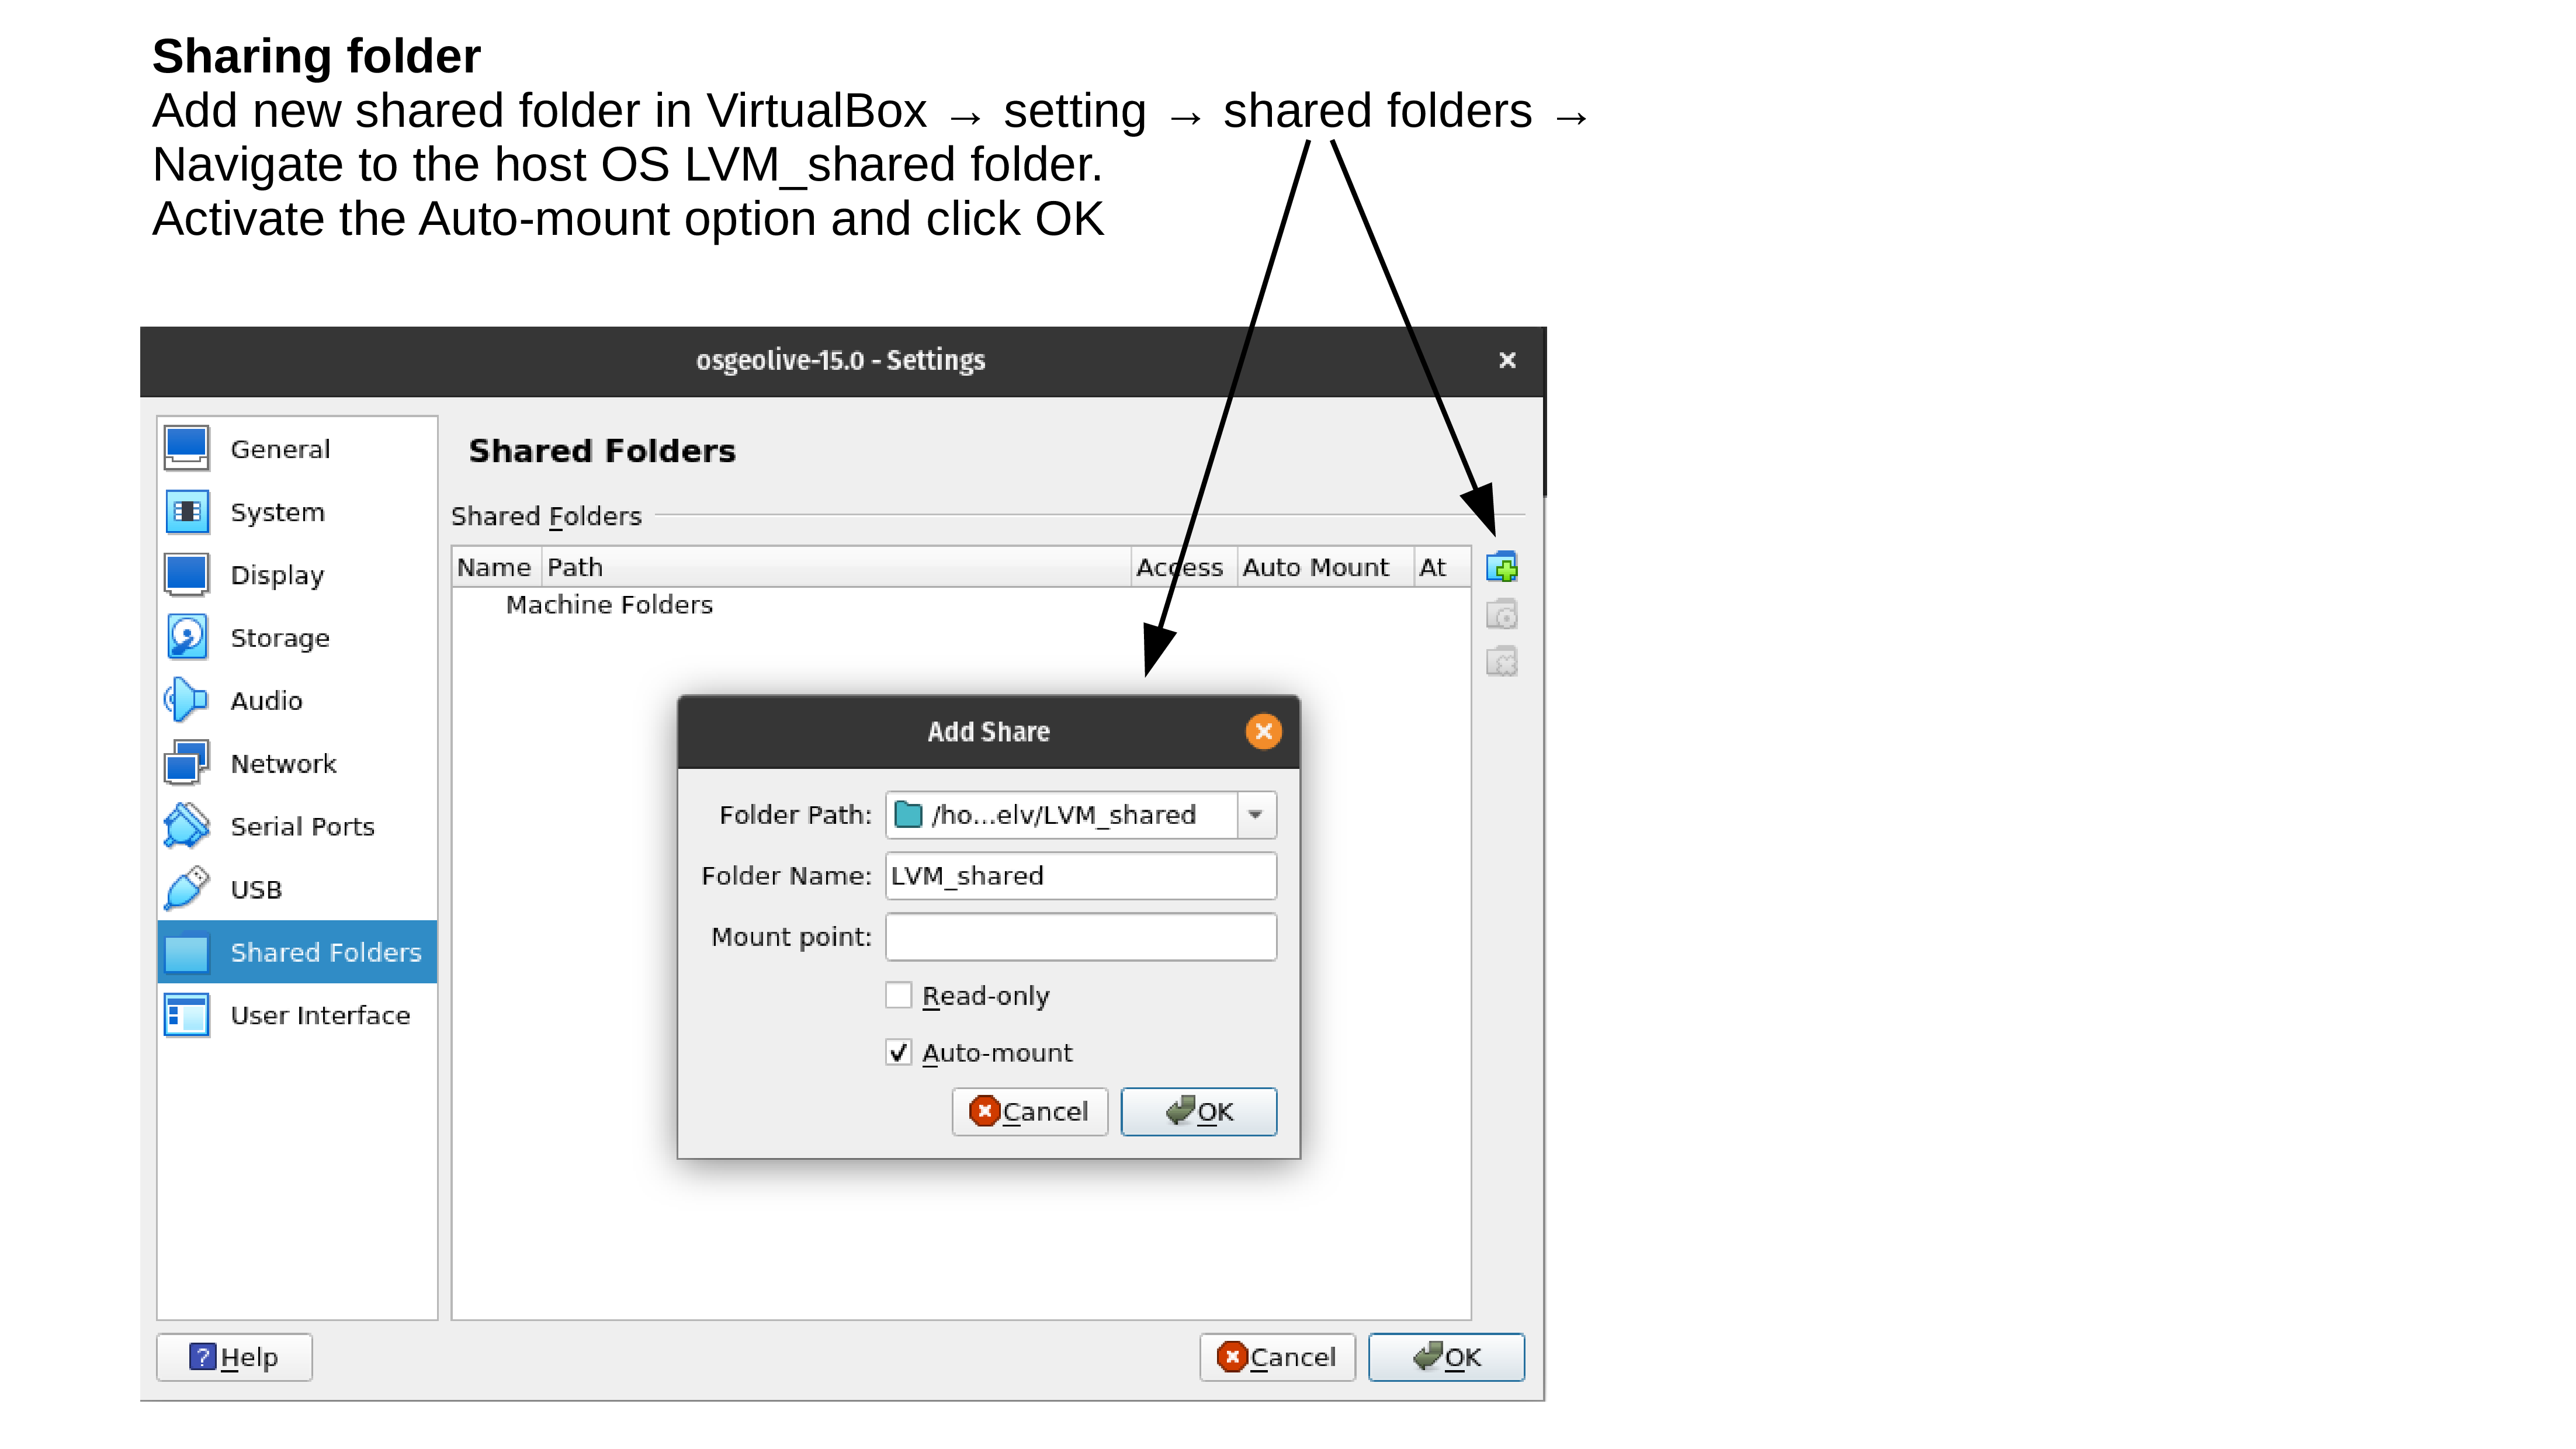 Sharing folder
Add new shared folder in VirtualBox → setting → shared folders →
Navigate to the host OS LVM_shared folder.
Activate the Auto-mount option and click OK
osgeolive-15.0 - Settings
General
System
Display
Storage
Audio
Network
Serial Ports
USB
Shared Folders
User Interface
Shared Folders
Shared Folders
Name Path Access Auto Mount At
Machine Folders
Add Share
Folder Path: /ho...elv/LVM_shared
Folder Name: LVM_shared
Mount point:
Read-only
Auto-mount
Cancel OK
Help Cancel OK